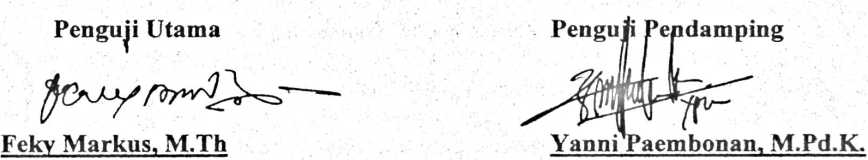 Penguji Utama Penguji Pendamping
Feky Markus, M.Th Yanni Paembonan, M.Pd.K